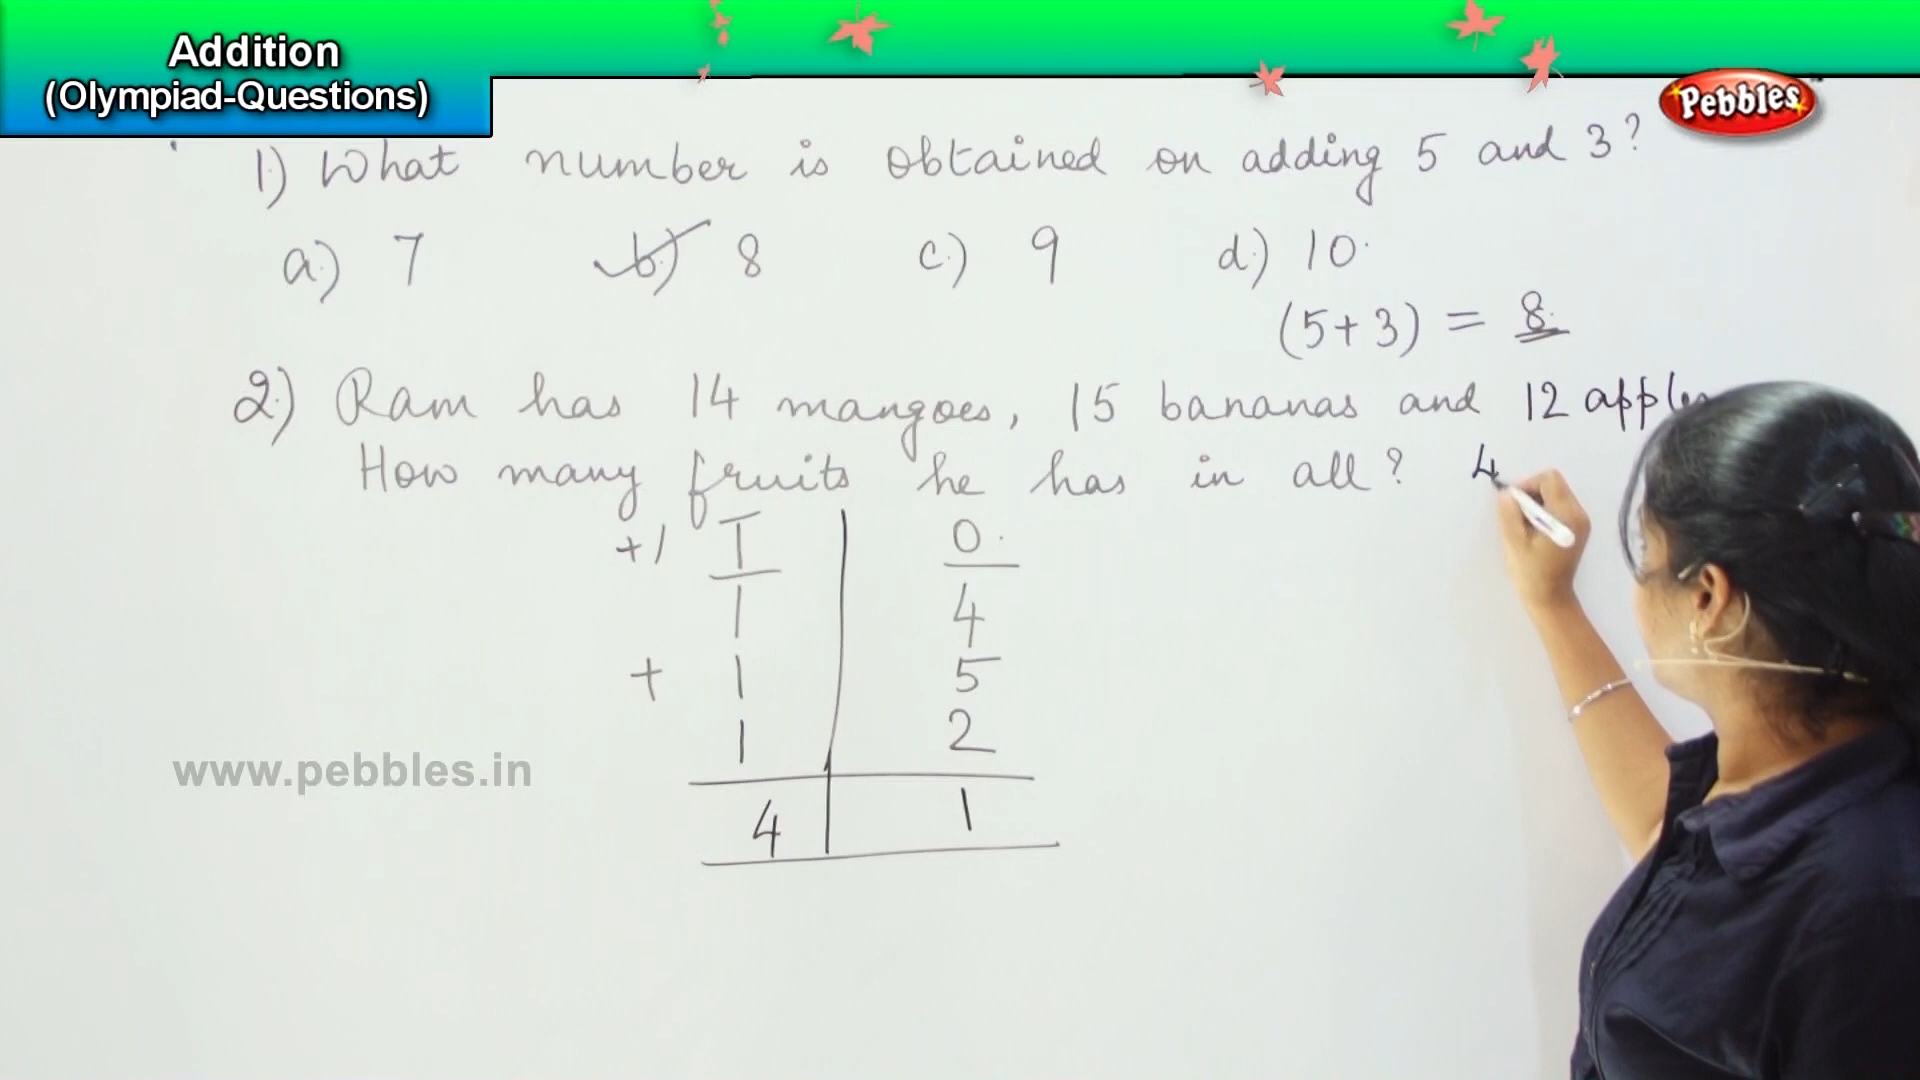 Addition
(Olympiad-Questions)
Pebbles
1) What number is obtained on adding 5 and 3?
a) 7 b) 8 c) 9 d) 10.
(5+3) = 8.
2) Ram has 14 mangoes, 15 bananas and 12
How many fruits he has in all? 4
+1 T O.
1 4
+ 1 5
1 2
4 1
www.pebbles.in